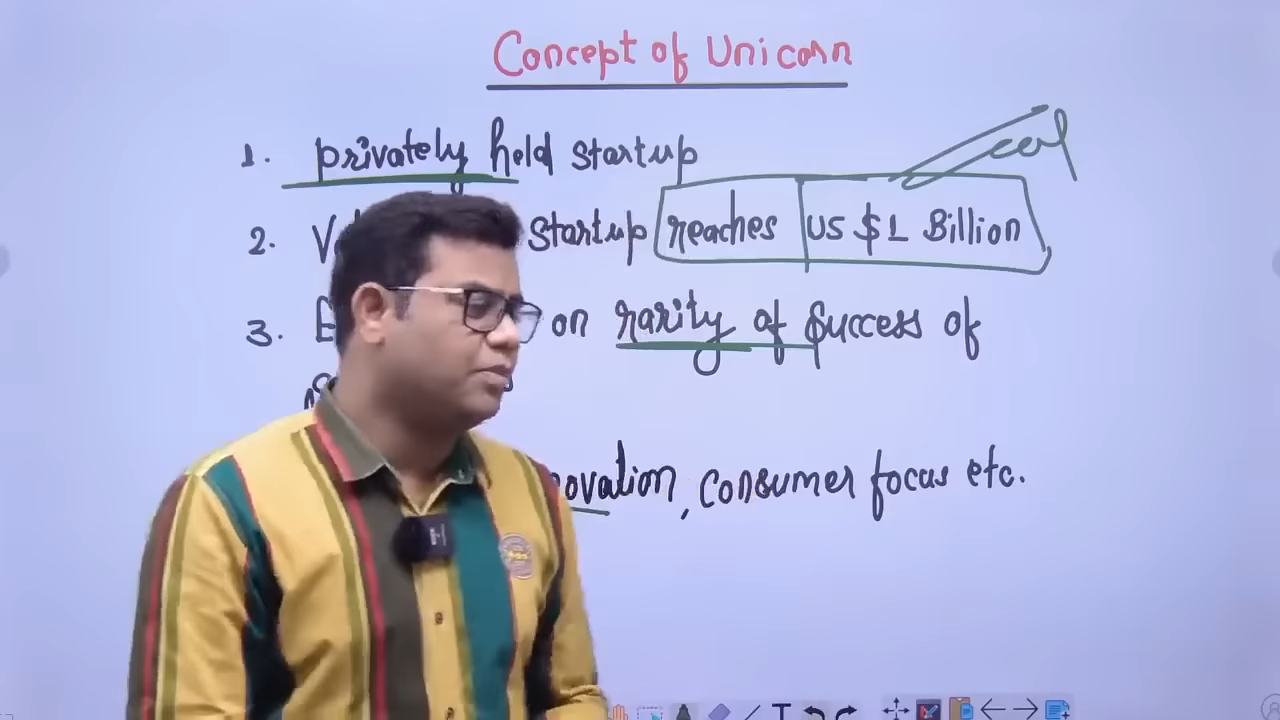 Concept of Unicorn
1. privately held startup
2. startup reaches US $1 Billion
3. on rarity of success of
ovation, consumer focus etc.